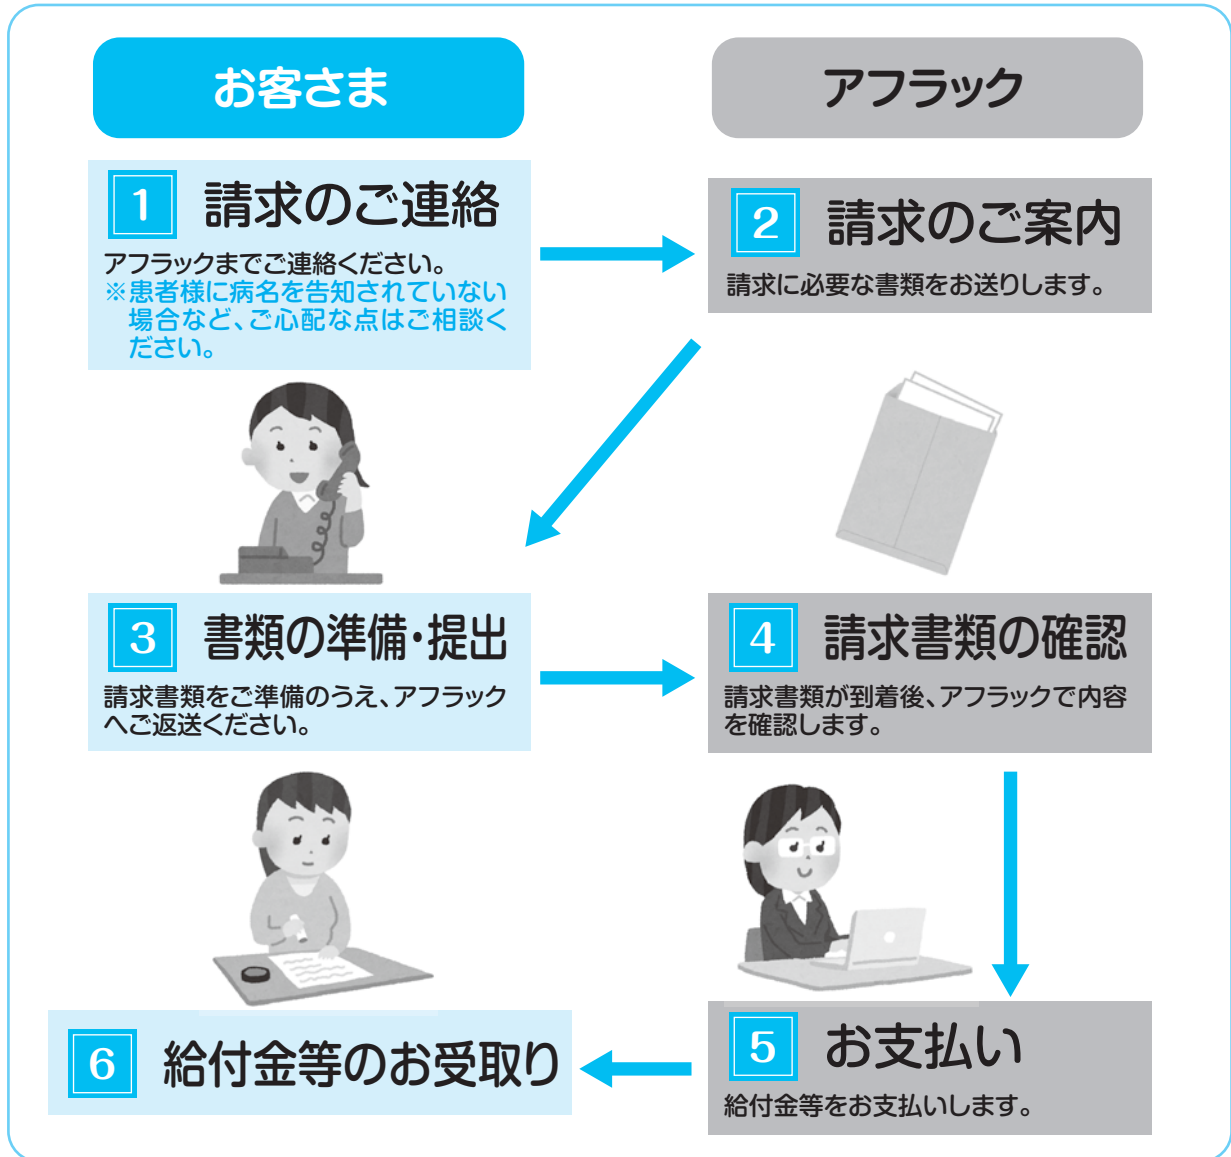 お客さま
アフラック
1 請求のご連絡
アフラックまでご連絡ください。
※患者様に病名を告知されていない
場合など、ご心配な点はご相談く
ださい。
2 請求のご案内
請求に必要な書類をお送りします。
3 書類の準備・提出
請求書類をご準備のうえ、アフラック
へご返送ください。
4 請求書類の確認
請求書類が到着後、アフラックで内容
を確認します。
5 お支払い
給付金等をお支払いします。
6 給付金等のお受取り